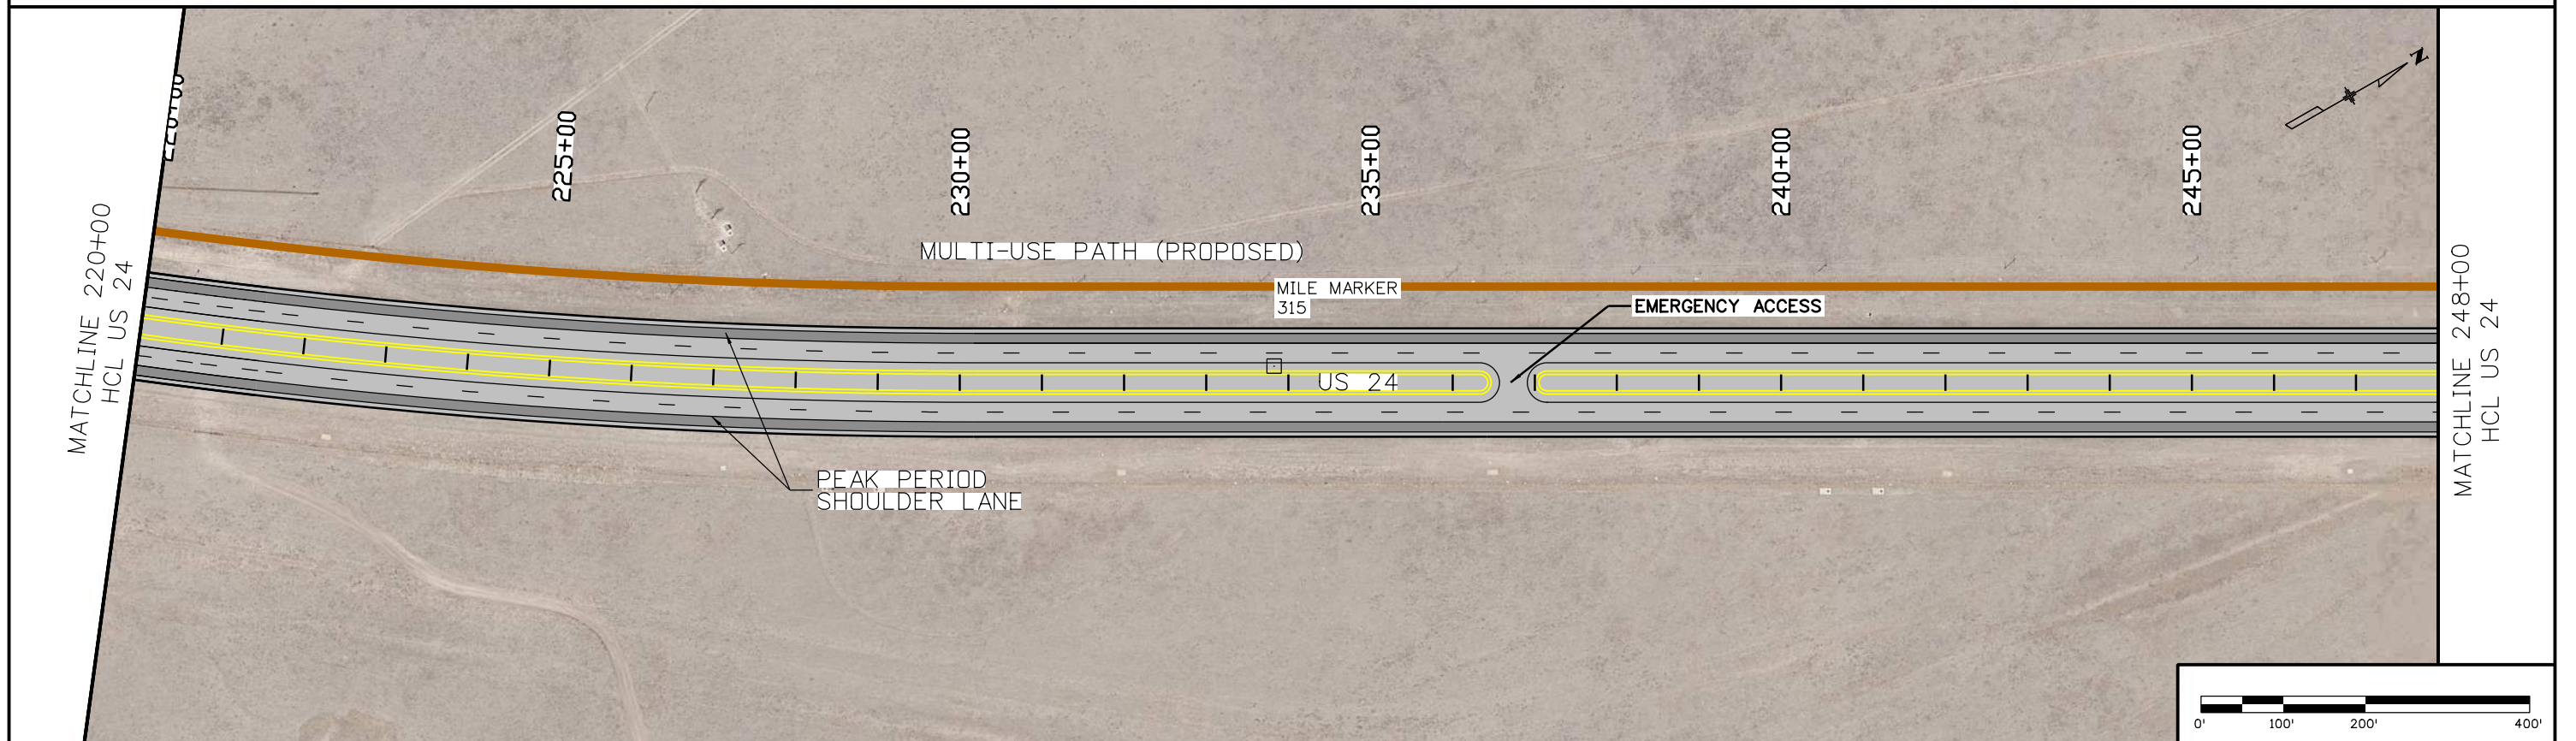 MATCHLINE 220+00
HCL US 24
225+00
230+00
235+00
240+00
245+00
N
MULTI-USE PATH (PROPOSED)
MILE MARKER
315
EMERGENCY ACCESS
US 24
PEAK PERIOD
SHOULDER LANE
MATCHLINE 248+00
HCL US 24
0' 100' 200' 400'